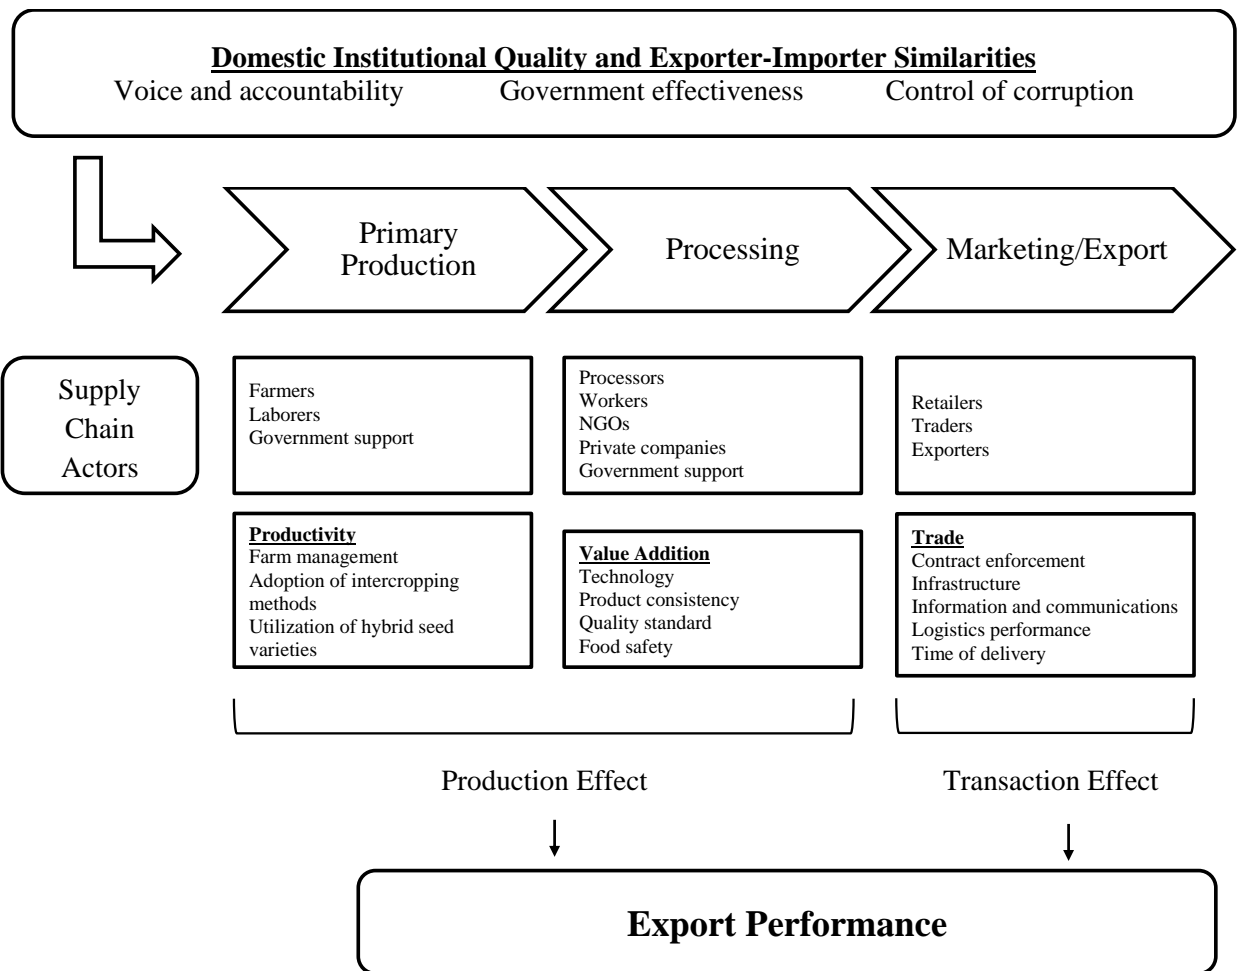 Domestic Institutional Quality and Exporter-Importer Similarities
Voice and accountability Government effectiveness Control of corruption
Primary
Production
Processing
Marketing/Export
Supply
Chain
Actors
Farmers
Laborers
Government support
Processors
Workers
NGOs
Private companies
Government support
Retailers
Traders
Exporters
Productivity
Farm management
Adoption of intercropping
methods
Utilization of hybrid seed
varieties
Value Addition
Technology
Product consistency
Quality standard
Food safety
Trade
Contract enforcement
Infrastructure
Information and communications
Logistics performance
Time of delivery
Production Effect
Transaction Effect
Export Performance